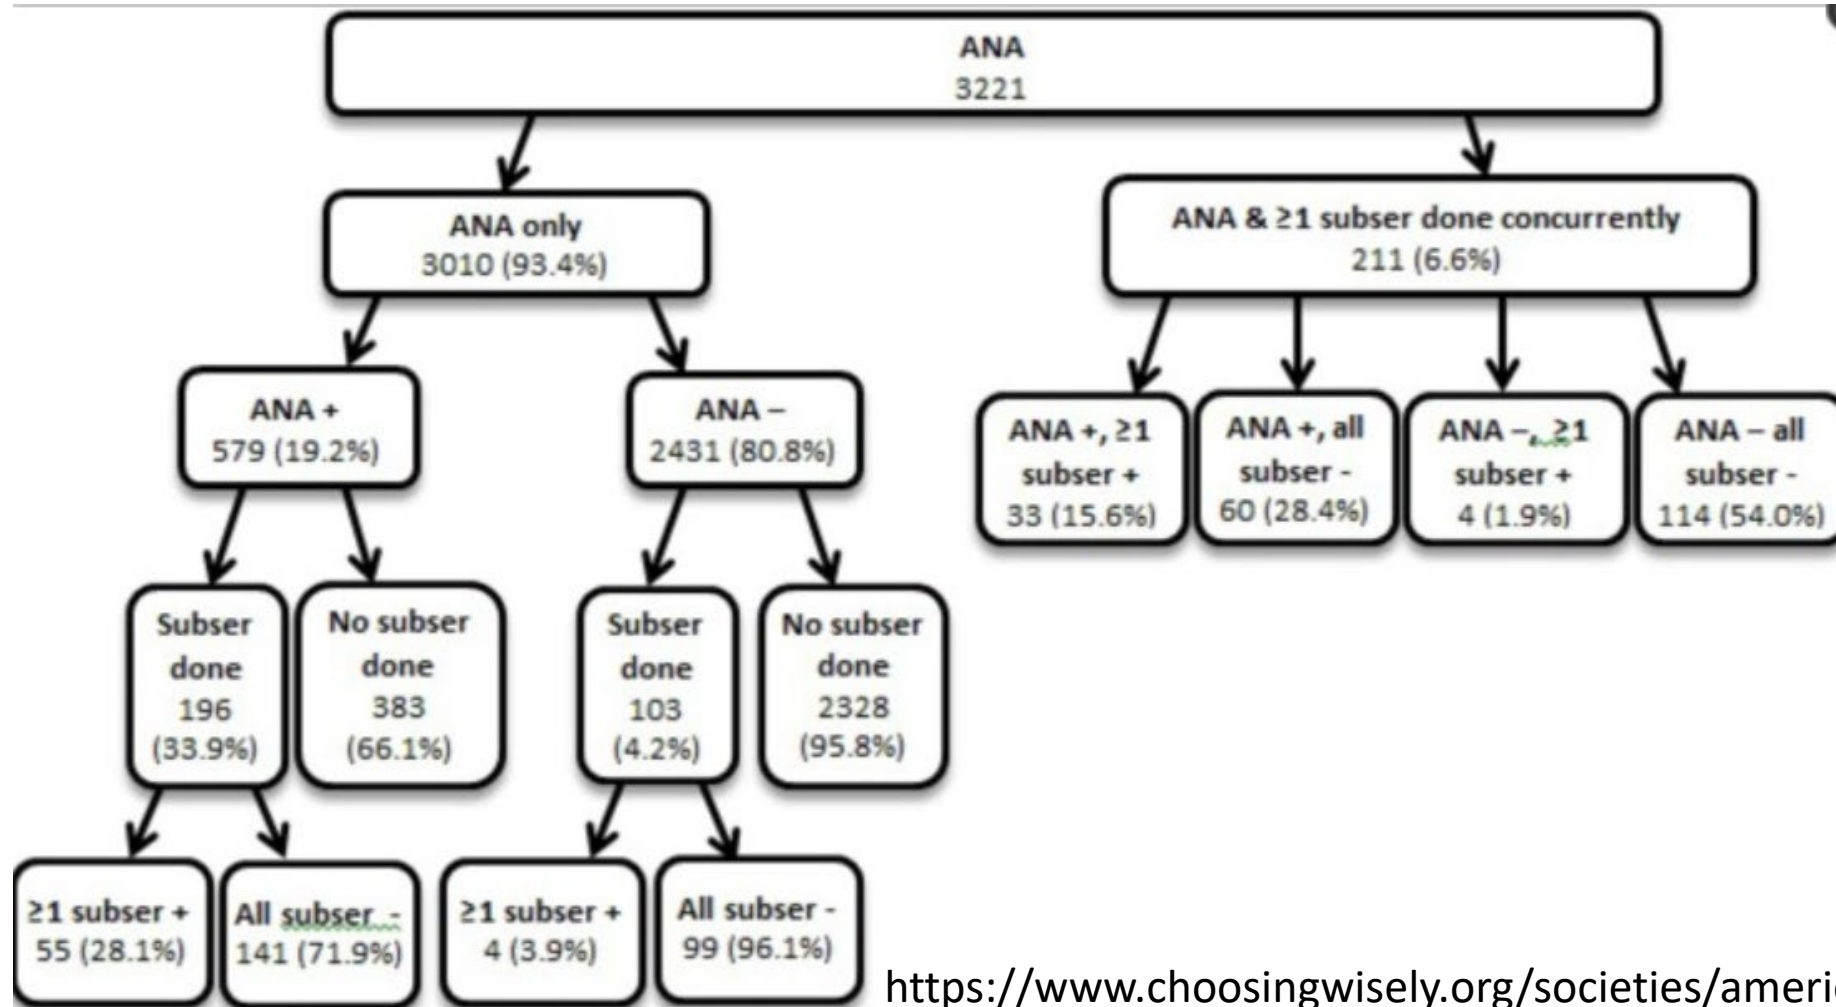 ANA
3221
ANA only
3010 (93.4%)
ANA & ≥1 subser done concurrently
211 (6.6%)
ANA +
579 (19.2%)
ANA –
2431 (80.8%)
ANA +, ≥1
subser +
33 (15.6%)
ANA +, all
subser -
60 (28.4%)
ANA –, ≥1
subser +
4 (1.9%)
ANA – all
subser -
114 (54.0%)
Subser
done
196
(33.9%)
No subser
done
383
(66.1%)
Subser
done
103
(4.2%)
No subser
done
2328
(95.8%)
≥1 subser +
55 (28.1%)
All subser -
141 (71.9%)
≥1 subser +
4 (3.9%)
All subser -
99 (96.1%)
https://www.choosingwisely.org/societies/ameri